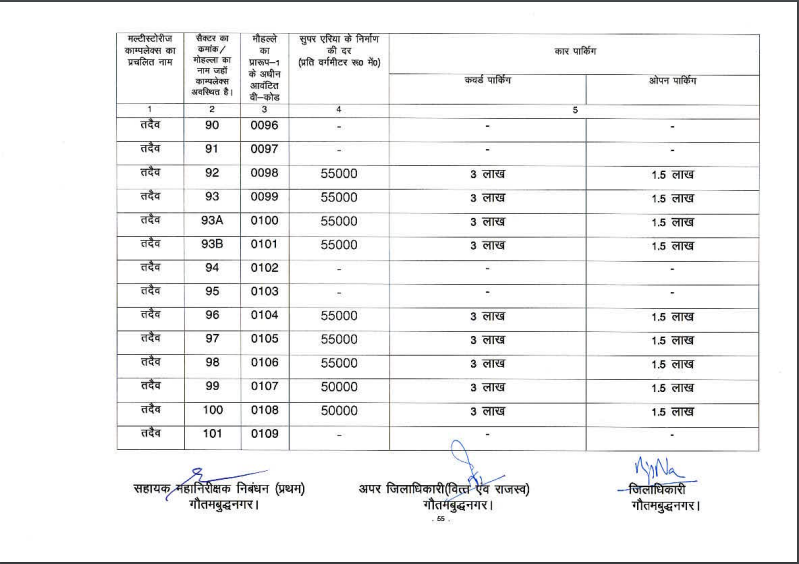 मल्टीस्टोरीज काम्पलेक्स का प्रचलित नाम | सैक्टर का क्रमांक/ मोहल्ला का नाम जहाँ काम्पलेक्स अवस्थित है। | मौहल्ले का प्रारूप–1 के अधीन आवंटित वी–कोड | सुपर एरिया के निर्माण की दर (प्रति वर्गमीटर रू0 में0) | कार पार्किंग
कवर्ड पार्किंग | ओपन पार्किंग
1 | 2 | 3 | 4 | 5
तदैव | 90 | 0096 | - | - | -
तदैव | 91 | 0097 | - | - | -
तदैव | 92 | 0098 | 55000 | 3 लाख | 1.5 लाख
तदैव | 93 | 0099 | 55000 | 3 लाख | 1.5 लाख
तदैव | 93A | 0100 | 55000 | 3 लाख | 1.5 लाख
तदैव | 93B | 0101 | 55000 | 3 लाख | 1.5 लाख
तदैव | 94 | 0102 | - | - | -
तदैव | 95 | 0103 | - | - | -
तदैव | 96 | 0104 | 55000 | 3 लाख | 1.5 लाख
तदैव | 97 | 0105 | 55000 | 3 लाख | 1.5 लाख
तदैव | 98 | 0106 | 55000 | 3 लाख | 1.5 लाख
तदैव | 99 | 0107 | 50000 | 3 लाख | 1.5 लाख
तदैव | 100 | 0108 | 50000 | 3 लाख | 1.5 लाख
तदैव | 101 | 0109 | - | - | -
सहायक महानिरीक्षक निबंधन (प्रथम) | अपर जिलाधिकारी(वित्त एंव राजस्व) | जिलाधिकारी
गौतमबुद्धनगर। | गौतमबुद्धनगर। | गौतमबुद्धनगर।
. 55 .